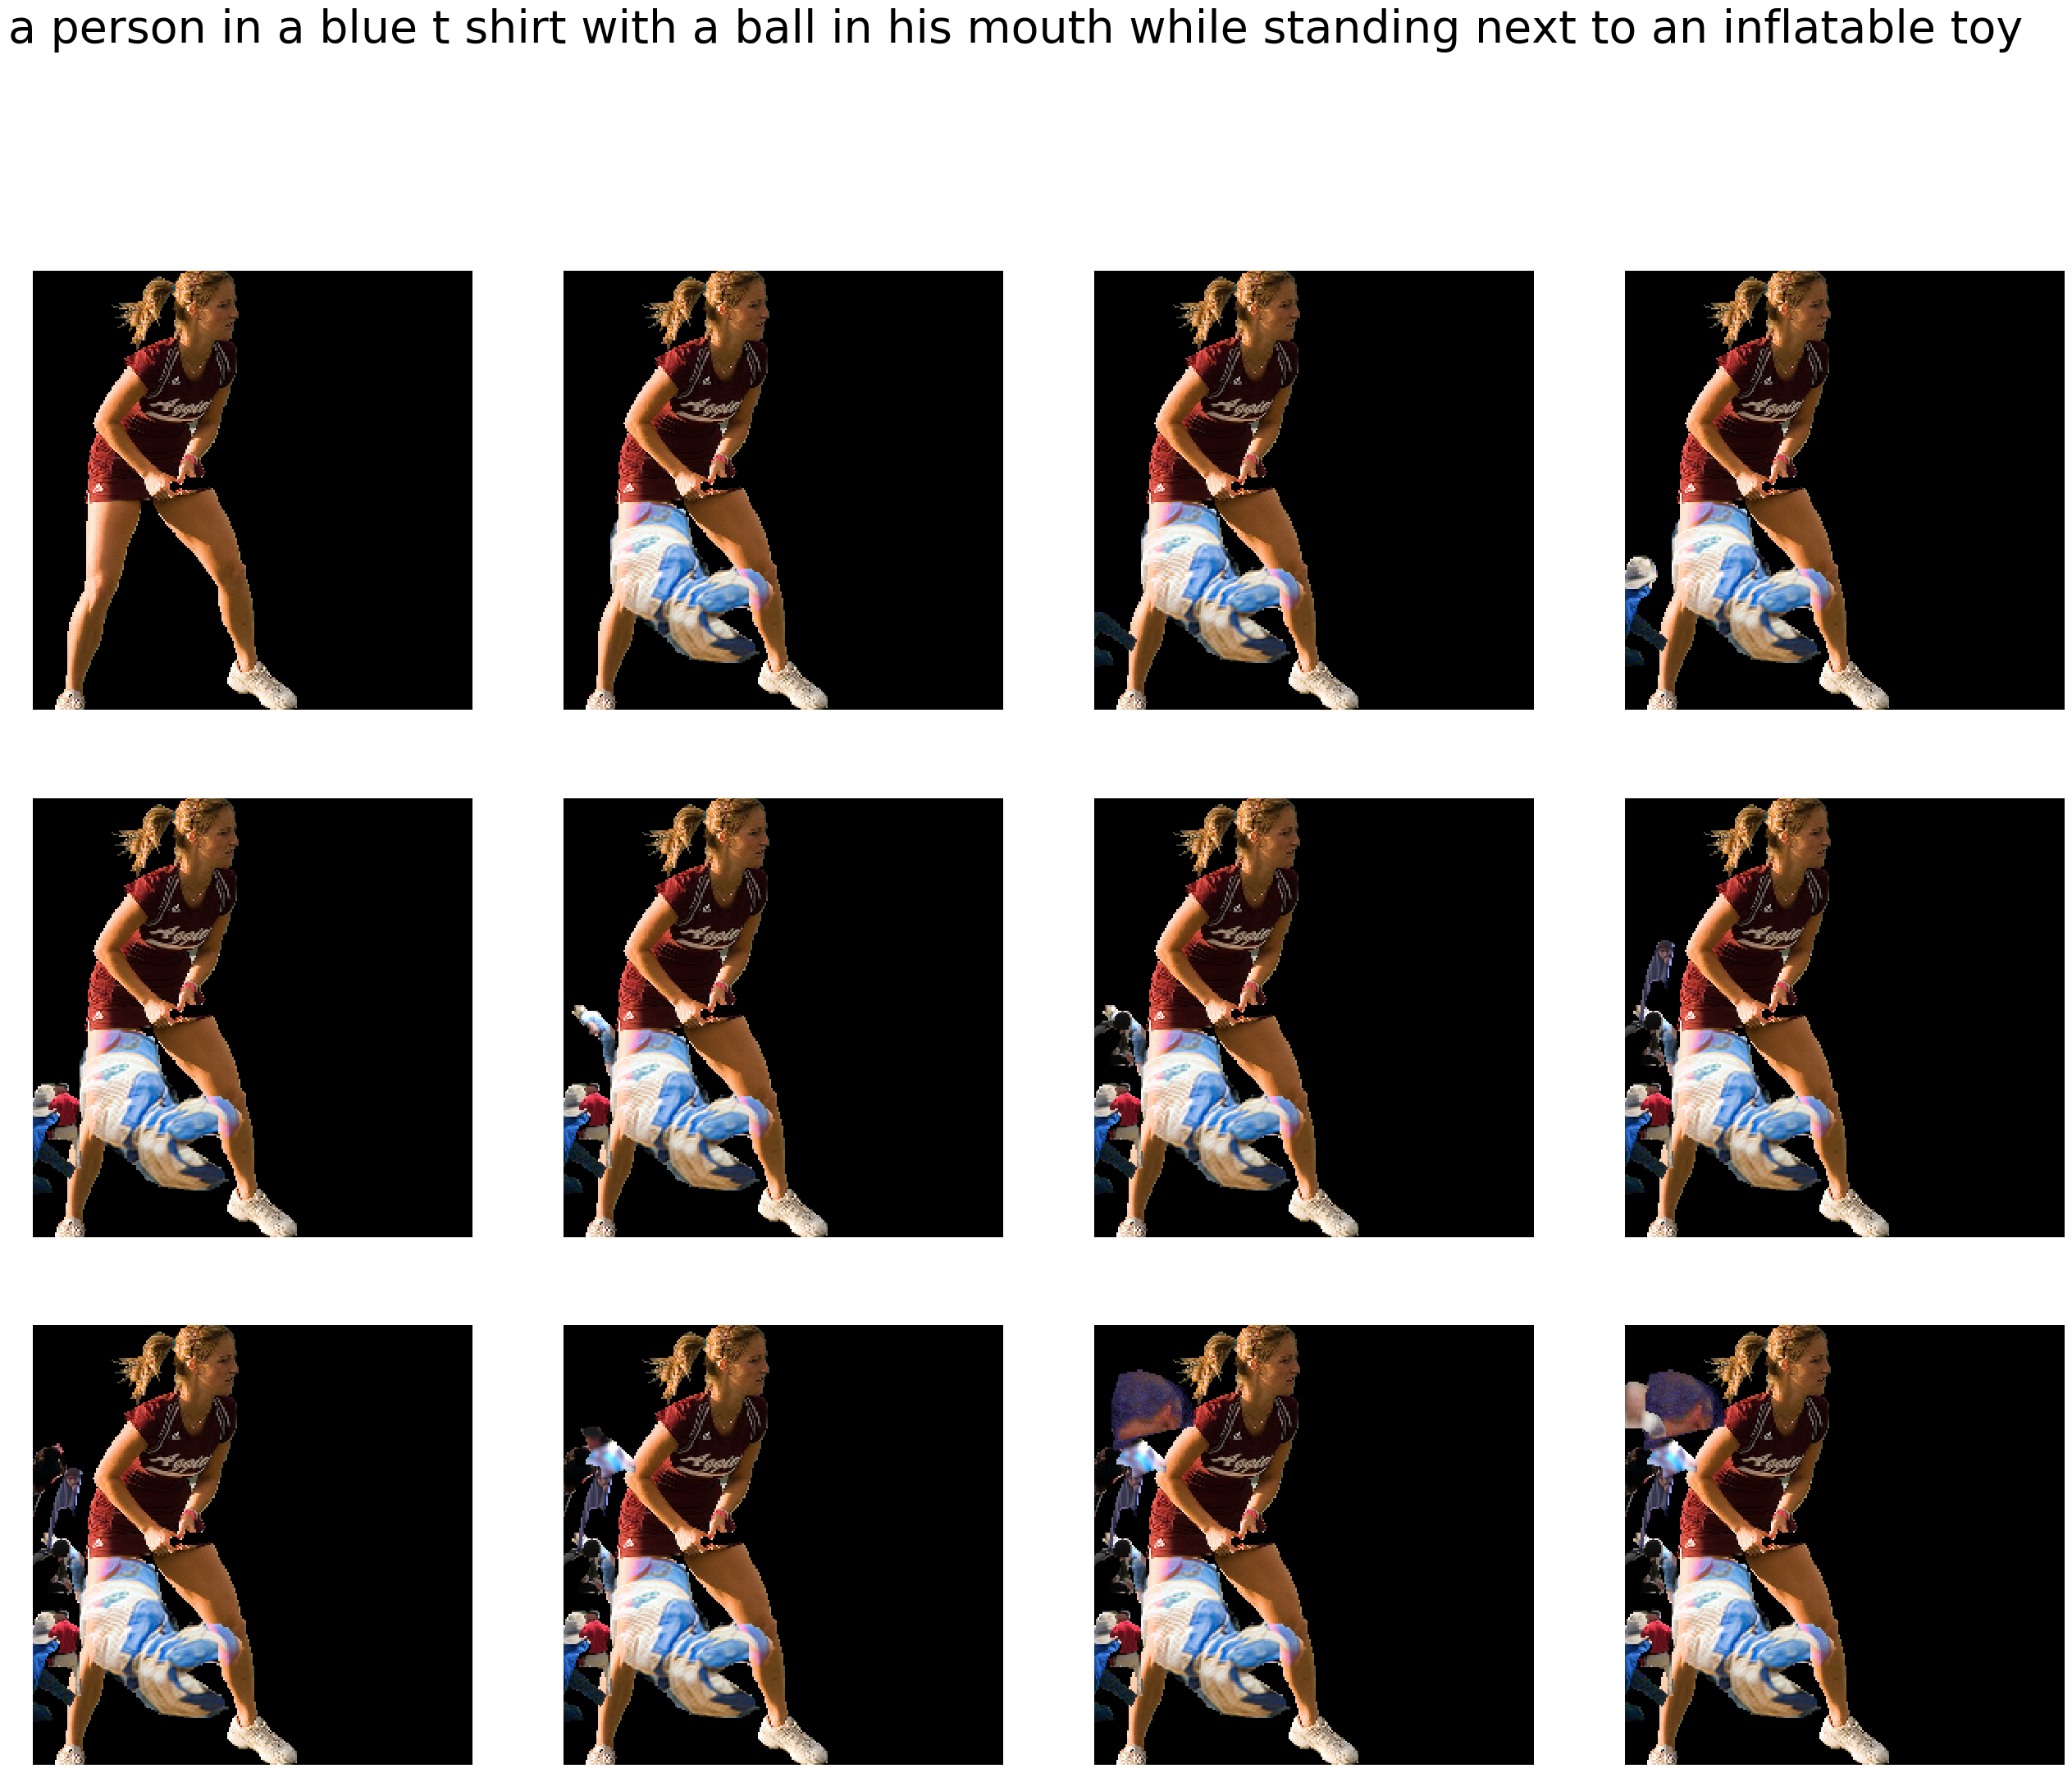 a person in a blue t shirt with a ball in his mouth while standing next to an inflatable toy